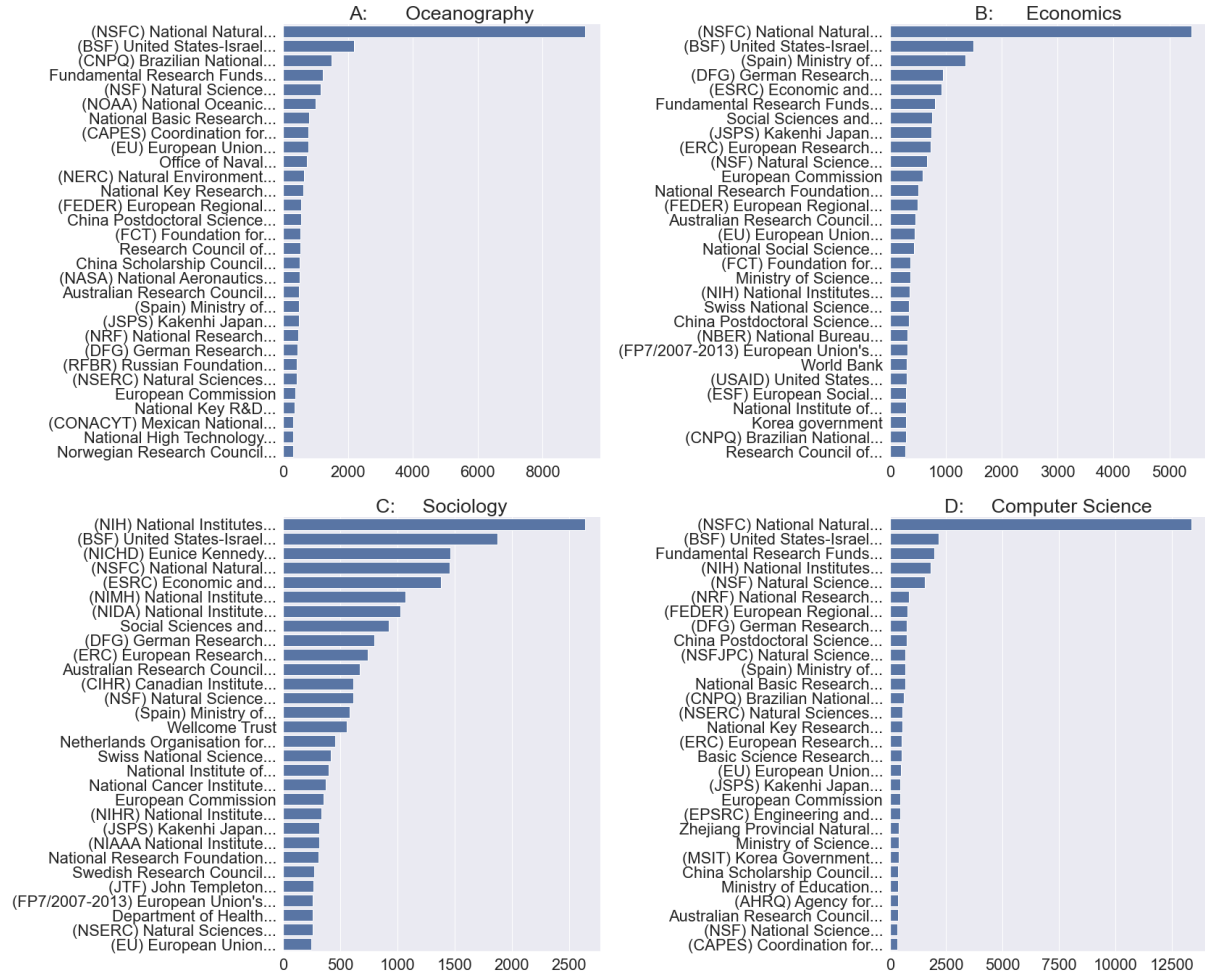 A: Oceanography
(NSFC) National Natural...
(BSF) United States-Israel...
(CNPQ) Brazilian National...
Fundamental Research Funds...
(NSF) Natural Science...
(NOAA) National Oceanic...
National Basic Research...
(CAPES) Coordination for...
(EU) European Union...
Office of Naval...
(NERC) Natural Environment...
National Key Research...
(FEDER) European Regional...
China Postdoctoral Science...
(FCT) Foundation for...
Research Council of...
China Scholarship Council...
(NASA) National Aeronautics...
Australian Research Council...
(Spain) Ministry of...
(JSPS) Kakenhi Japan...
(NRF) National Research...
(DFG) German Research...
(RFBR) Russian Foundation...
(NSERC) Natural Sciences...
European Commission
National Key R&D...
(CONACYT) Mexican National...
National High Technology...
Norwegian Research Council...
0 2000 4000 6000 8000
B: Economics
(NSFC) National Natural...
(BSF) United States-Israel...
(Spain) Ministry of...
(DFG) German Research...
(ESRC) Economic and...
Fundamental Research Funds...
Social Sciences and...
(JSPS) Kakenhi Japan...
(ERC) European Research...
(NSF) Natural Science...
European Commission
National Research Foundation...
(FEDER) European Regional...
Australian Research Council...
(EU) European Union...
National Social Science...
(FCT) Foundation for...
Ministry of Science...
(NIH) National Institutes...
Swiss National Science...
China Postdoctoral Science...
(NBER) National Bureau...
(FP7/2007-2013) European Union's...
World Bank
(USAID) United States...
(ESF) European Social...
National Institute of...
Korea government
(CNPQ) Brazilian National...
Research Council of...
0 1000 2000 3000 4000 5000
C: Sociology
(NIH) National Institutes...
(BSF) United States-Israel...
(NICHD) Eunice Kennedy...
(NSFC) National Natural...
(ESRC) Economic and...
(NIMH) National Institute...
(NIDA) National Institute...
Social Sciences and...
(DFG) German Research...
(ERC) European Research...
Australian Research Council...
(CIHR) Canadian Institute...
(NSF) Natural Science...
(Spain) Ministry of...
Wellcome Trust
Netherlands Organisation for...
Swiss National Science...
National Institute of...
National Cancer Institute...
European Commission
(NIHR) National Institute...
(JSPS) Kakenhi Japan...
(NIAAA National Institute...
National Research Foundation...
Swedish Research Council...
(JTF) John Templeton...
(FP7/2007-2013) European Union's...
Department of Health...
(NSERC) Natural Sciences...
(EU) European Union...
0 500 1000 1500 2000 2500
D: Computer Science
(NSFC) National Natural...
(BSF) United States-Israel...
Fundamental Research Funds...
(NIH) National Institutes...
(NSF) Natural Science...
(NRF) National Research...
(FEDER) European Regional...
(DFG) German Research...
China Postdoctoral Science...
(NSFJPC) Natural Science...
(Spain) Ministry of...
National Basic Research...
(CNPQ) Brazilian National...
(NSERC) Natural Sciences...
National Key Research...
(ERC) European Research...
Basic Science Research...
(EU) European Union...
(JSPS) Kakenhi Japan...
European Commission
(EPSRC) Engineering and...
Zhejiang Provincial Natural...
Ministry of Science...
(MSIT) Korea Government...
China Scholarship Council...
Ministry of Education...
(AHRQ) Agency for...
Australian Research Council...
(NSF) National Science...
(CAPES) Coordination for...
0 2500 5000 7500 10000 12500